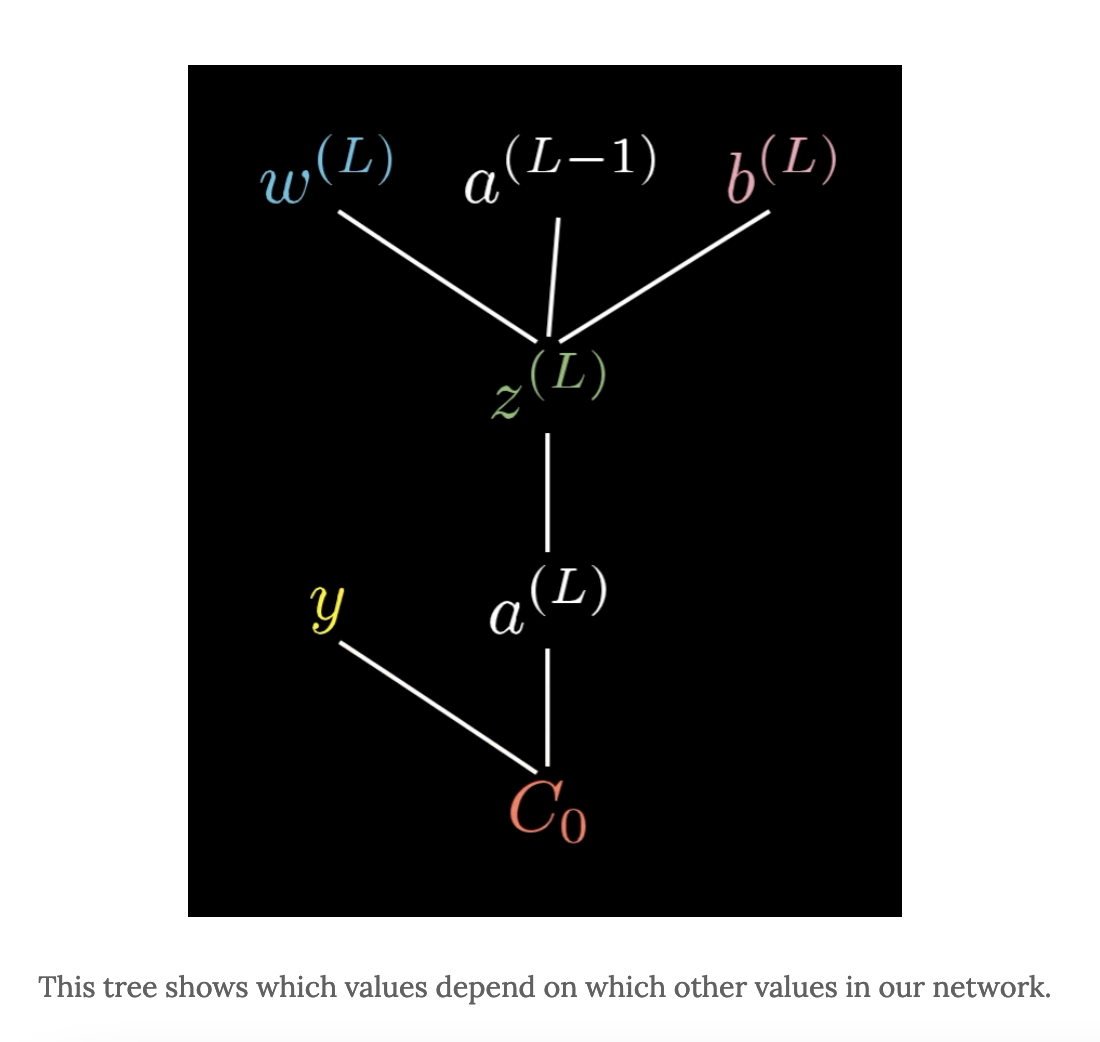 w^(L) a^(L−1) b^(L)
z^(L)
y a^(L)
C_0
This tree shows which values depend on which other values in our network.